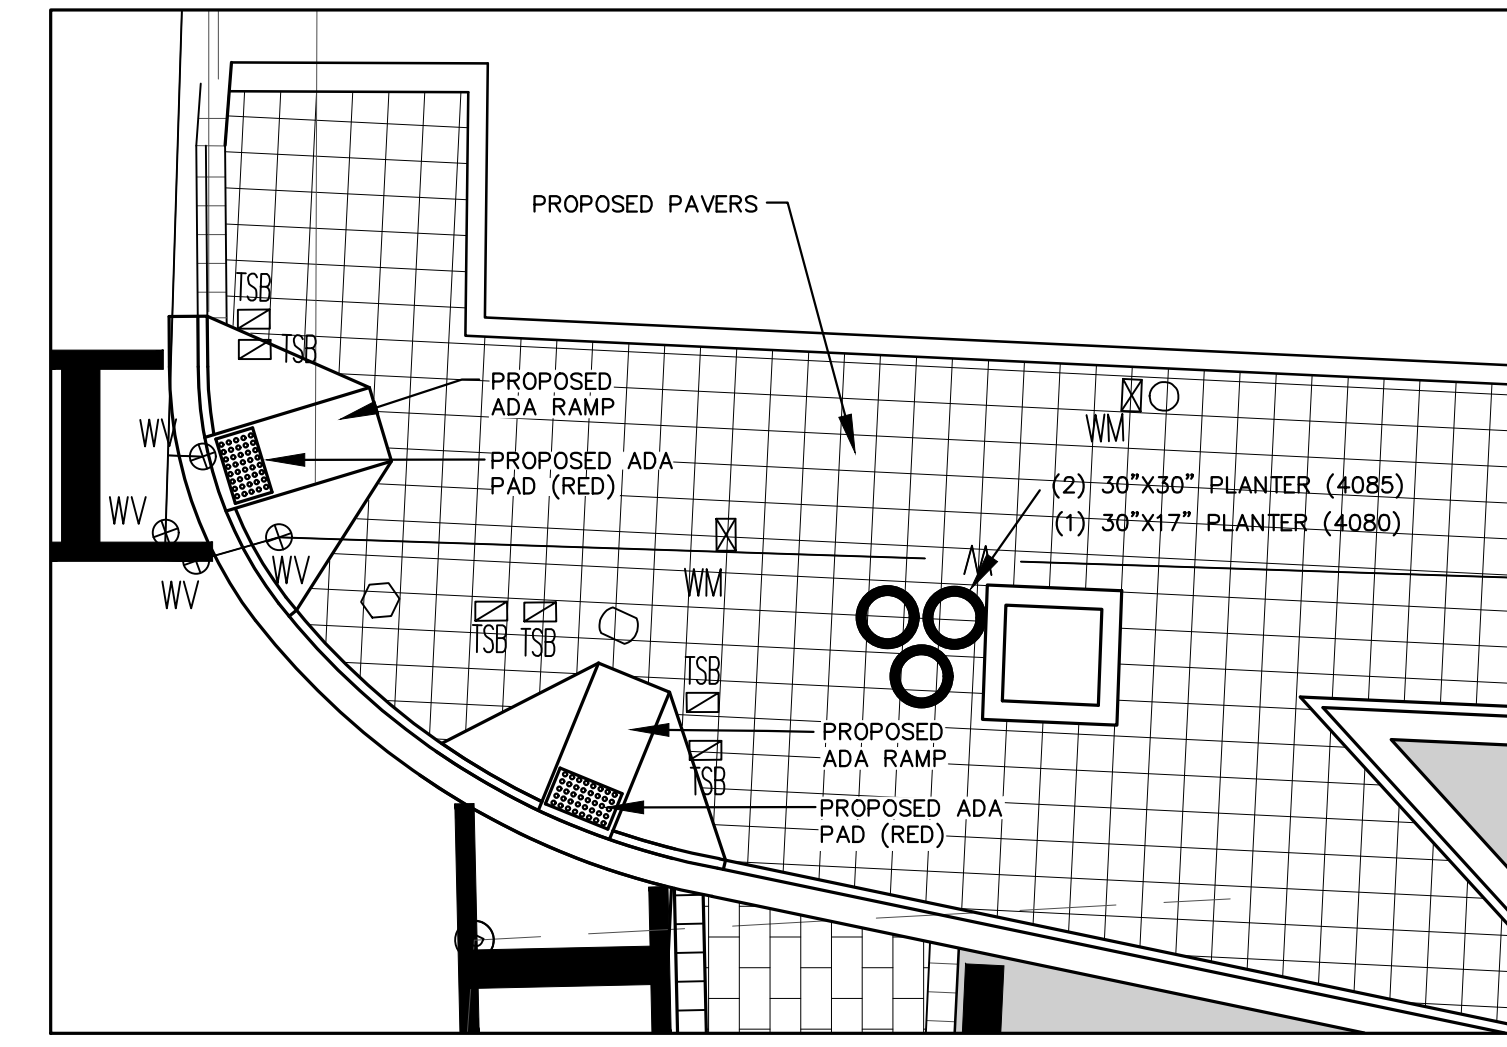 PROPOSED PAVERS
TSB
TSB
PROPOSED
ADA RAMP
WV
WM
PROPOSED ADA
PAD (RED)
(2) 30”X30” PLANTER (4085)
(1) 30”X17” PLANTER (4080)
WV
WV
WV
WM
TSB
TSB
TSB
PROPOSED
ADA RAMP
TSB
PROPOSED ADA
PAD (RED)